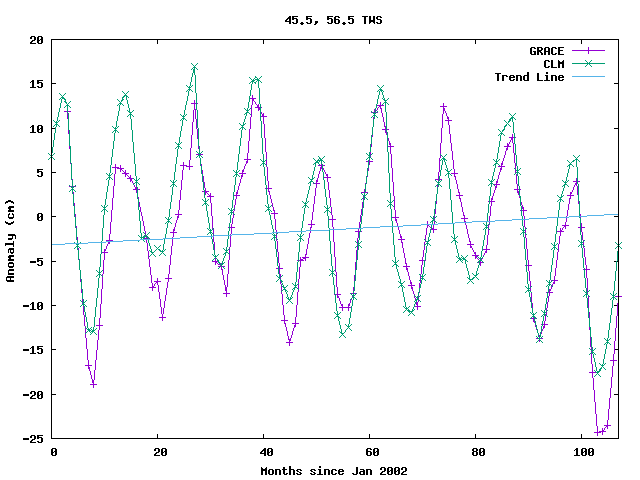 45.5, 56.5 TWS
GRACE
CLM
Trend Line
20
15
10
5
0
-5
-10
-15
-20
-25
Anomaly (cm)
0 20 40 60 80 100
Months since Jan 2002